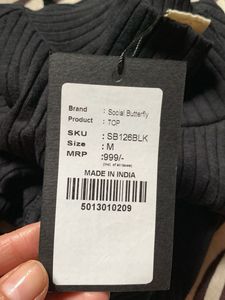 Brand : Social Butterfly
Product : TOP
SKU : SB126BLK
Size : M
MRP : 999/-
(incl. of all taxes)
MADE IN INDIA
5013010209